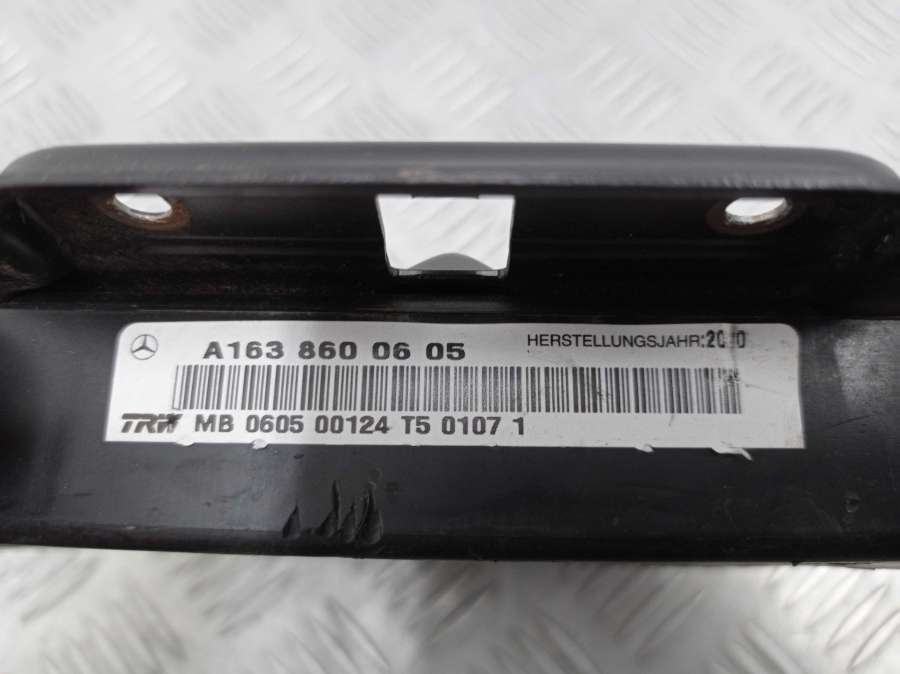 A163 860 06 05
HERSTELLUNGSJAHR:2000
TRW MB 0605 00124 T5 0107 1